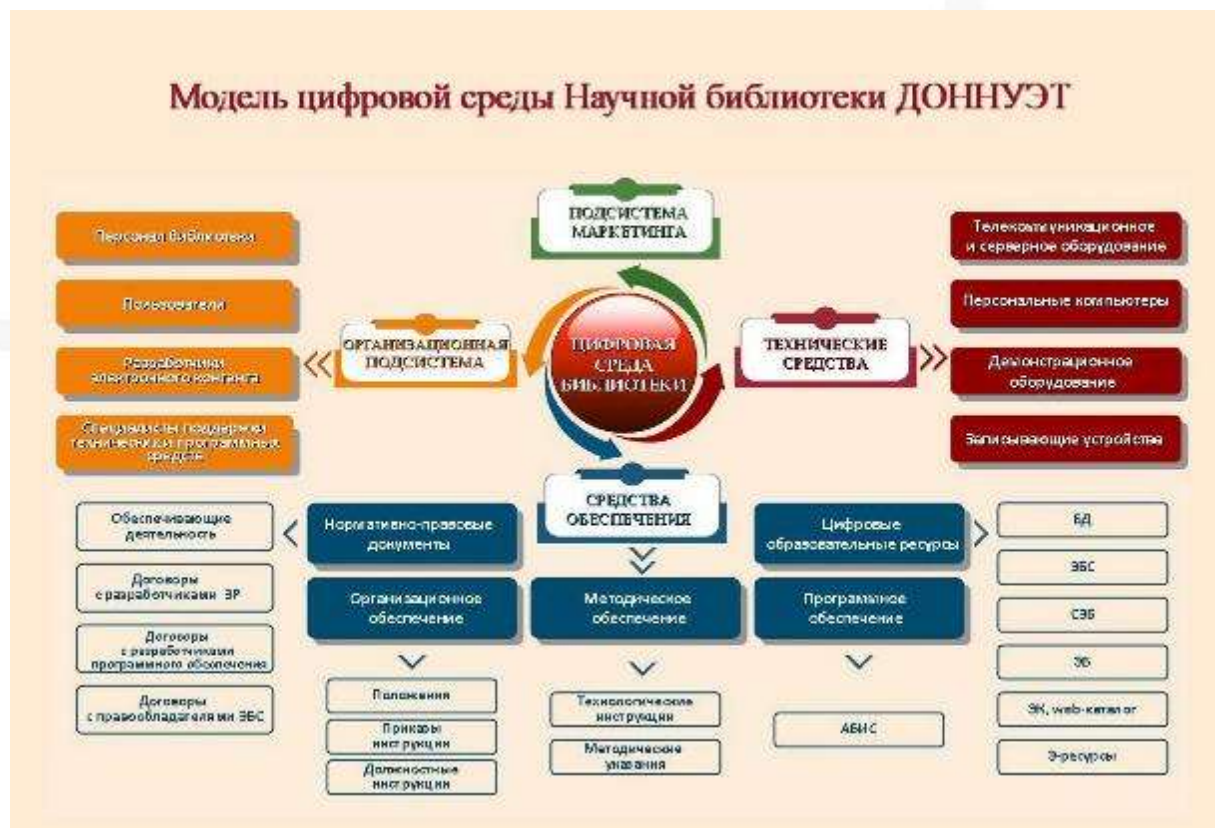 Модель цифровой среды Научной библиотеки ДОННУЭТ
ПОДСИСТЕМА
МАРКЕТИНГА
Персонал библиотеки
Пользователи
Разработчики
электронного контента
Специалисты поддержки
технических и программных
средств
ОРГАНИЗАЦИОННАЯ
ПОДСИСТЕМА
ЦИФРОВАЯ
СРЕДА
БИБЛИОТЕКИ
ТЕХНИЧЕСКИЕ
СРЕДСТВА
Телекоммуникационное
и серверное оборудование
Персональные компьютеры
Демонстрационное
оборудование
Записывающие устройства
СРЕДСТВА
ОБЕСПЕЧЕНИЯ
Обеспечивающие
деятельность
Договоры
с разработчиками ЭР
Договоры
с разработчиками
программного обеспечения
Договоры
с правообладателями ЭБС
Нормативно-правовые
документы
Организационное
обеспечение
Положения
Приказы
инструкции
Должностные
инструкции
Методическое
обеспечение
Технологические
инструкции
Методические
указания
Цифровые
образовательные ресурсы
Программное
обеспечение
АБИС
БД
ЭБС
СЭБ
ЭБ
ЭК, web-каталог
Э-ресурсы